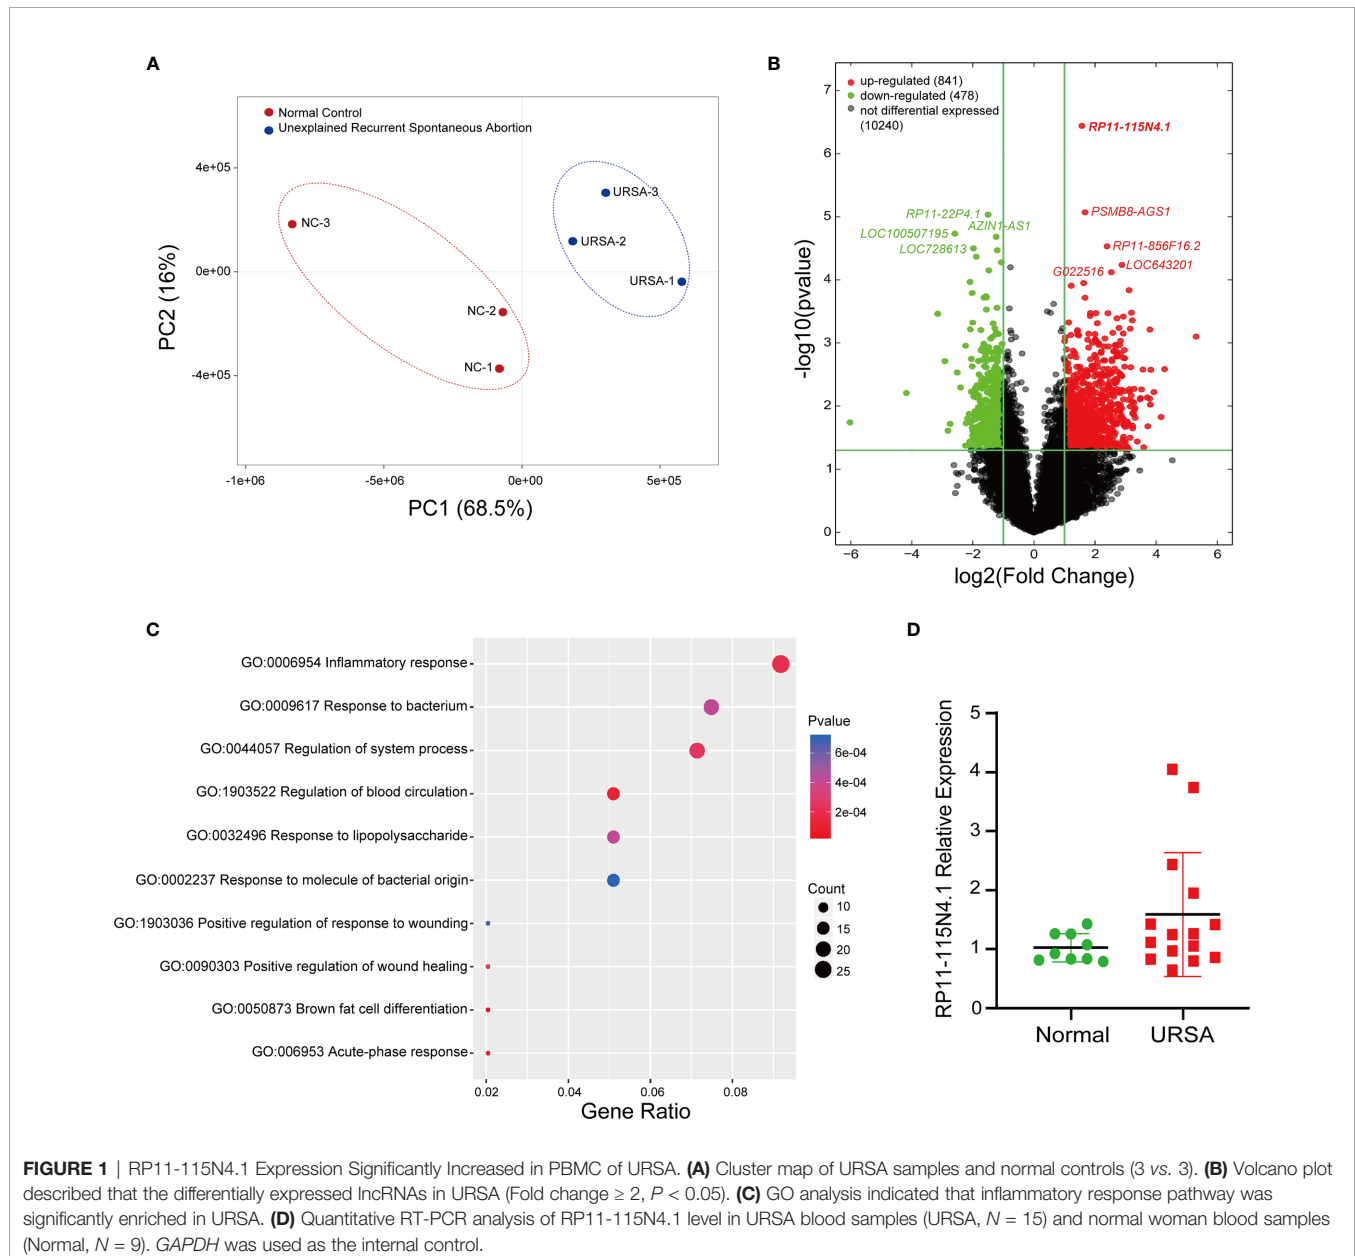 A
Normal Control
Unexplained Recurrent Spontaneous Abortion
4e+05
0e+00
-4e+05
PC2 (16%)
URSA-3
NC-3
URSA-2
URSA-1
NC-2
NC-1
-1e+06
-5e+06
0e+00
5e+05
PC1 (68.5%)
B
up-regulated (841)
down-regulated (478)
not differential expressed
(10240)
7
6
5
4
3
2
1
0
-log10(pvalue)
RP11-115N4.1
RP11-22P4.1
PSMB8-AGS1
AZIN1-AS1
LOC100507195
LOC728613
RP11-856F16.2
G022516
LOC643201
−6
−4
−2
0
2
4
6
log2(Fold Change)
C
GO:0006954 Inflammatory response
GO:0009617 Response to bacterium
GO:0044057 Regulation of system process
GO:1903522 Regulation of blood circulation
GO:0032496 Response to lipopolysaccharide
GO:0002237 Response to molecule of bacterial origin
GO:1903036 Positive regulation of response to wounding
GO:0090303 Positive regulation of wound healing
GO:0050873 Brown fat cell differentiation
GO:006953 Acute-phase response
0.02
0.04
0.06
0.08
Gene Ratio
Pvalue
6e-04
4e-04
2e-04
Count
10
15
20
25
D
RP11-115N4.1 Relative Expression
5
4
3
2
1
0
Normal
URSA
FIGURE 1 | RP11-115N4.1 Expression Significantly Increased in PBMC of URSA. (A) Cluster map of URSA samples and normal controls (3 vs. 3). (B) Volcano plot
described that the differentially expressed lncRNAs in URSA (Fold change ≥ 2, P < 0.05). (C) GO analysis indicated that inflammatory response pathway was
significantly enriched in URSA. (D) Quantitative RT-PCR analysis of RP11-115N4.1 level in URSA blood samples (URSA, N = 15) and normal woman blood samples
(Normal, N = 9). GAPDH was used as the internal control.